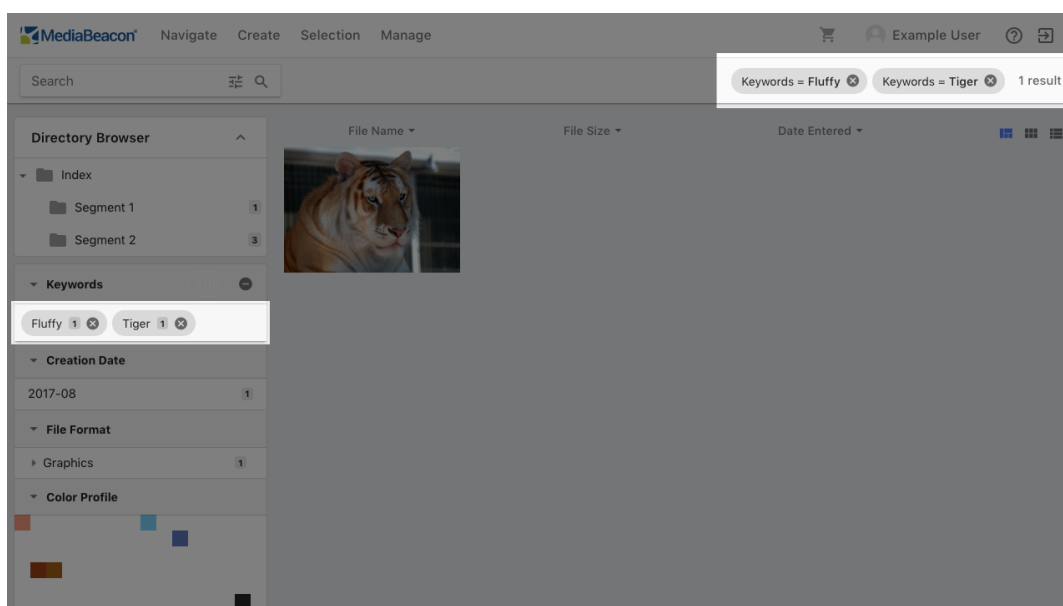 MediaBeacon® Navigate Create Selection Manage Example User
Search Keywords = Fluffy Keywords = Tiger 1 result
Directory Browser
File Name File Size Date Entered
Index
Segment 1 1
Segment 2 3
Keywords
Fluffy 1 Tiger 1
Creation Date
2017-08 1
File Format
Graphics 1
Color Profile